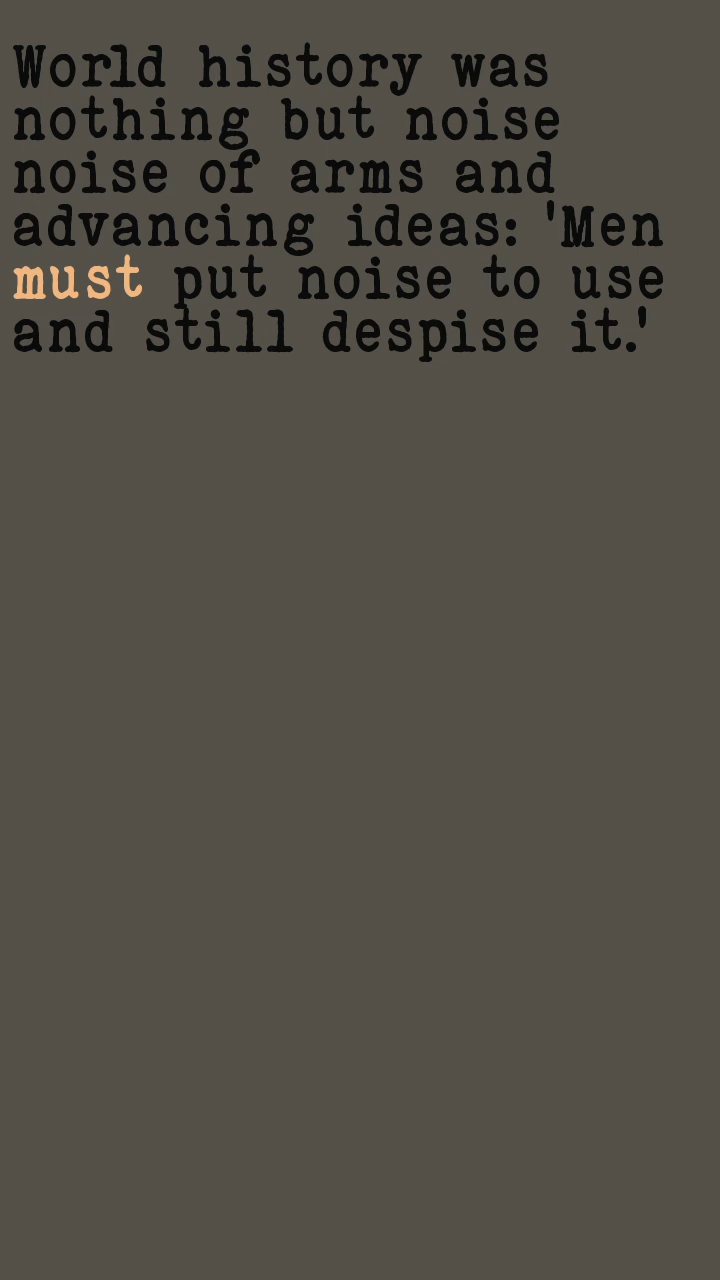 World history was
nothing but noise
noise of arms and
advancing ideas: 'Men
must put noise to use
and still despise it.'